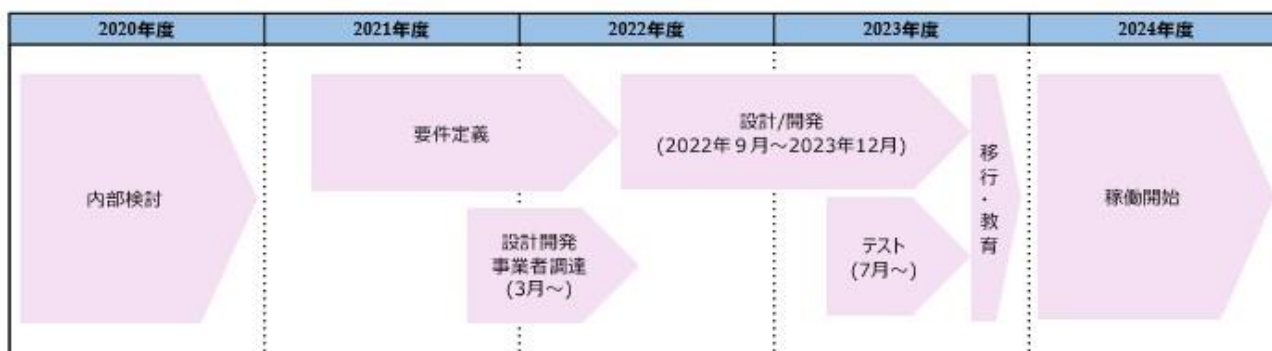 2020年度
2021年度
2022年度
2023年度
2024年度
内部検討
要件定義
設計開発
事業者調達
(3月～)
設計/開発
(2022年９月～2023年12月)
テスト
(7月～)
移行・教育
稼働開始